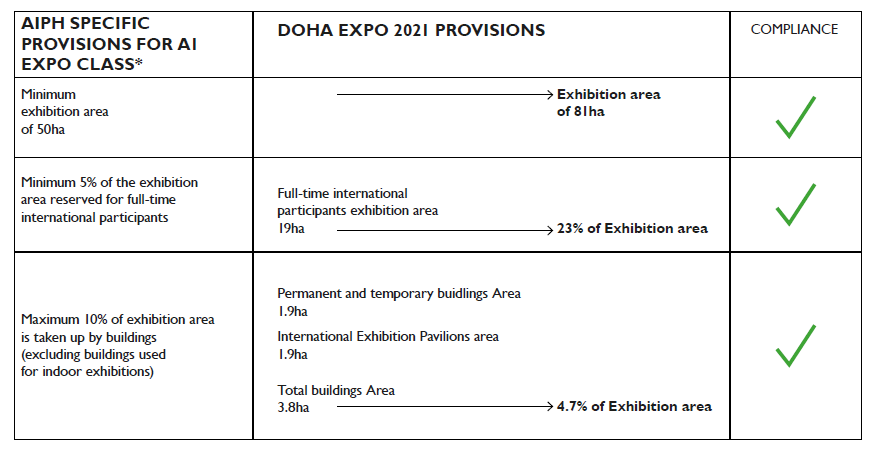 AIPH SPECIFIC
PROVISIONS FOR A1
EXPO CLASS*
DOHA EXPO 2021 PROVISIONS
COMPLIANCE
Minimum
exhibition area
of 50ha
Exhibition area
of 81ha
Minimum 5% of the exhibition
area reserved for full-time
international participants
Full-time international
participants exhibition area
19ha
23% of Exhibition area
Maximum 10% of exhibition area
is taken up by buildings
(excluding buildings used
for indoor exhibitions)
Permanent and temporary buidlings Area
1.9ha
International Exhibition Pavilions area
1.9ha
Total buildings Area
3.8ha
4.7% of Exhibition area